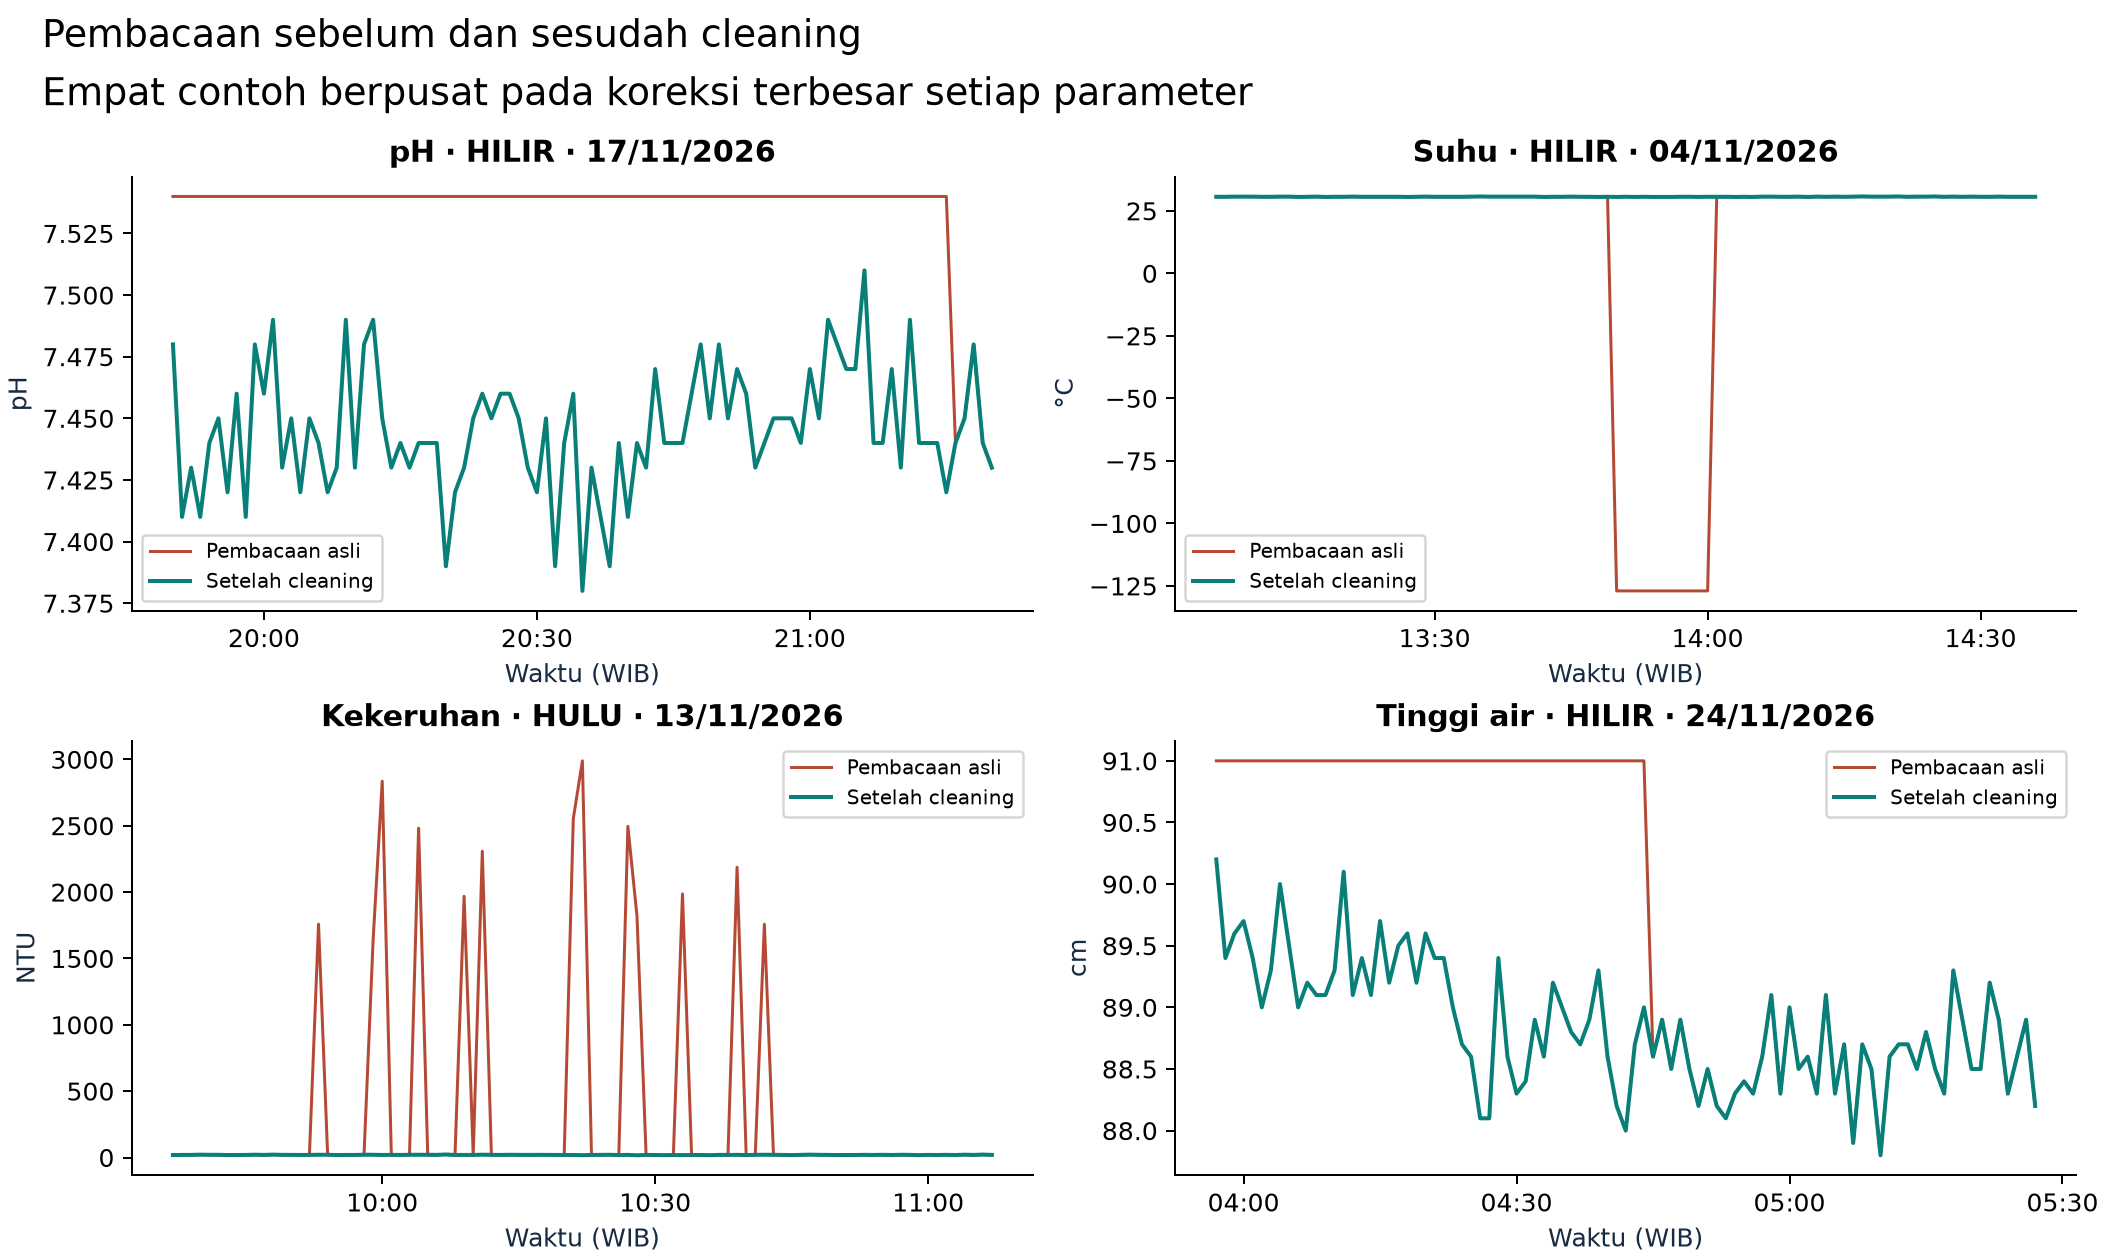 Pembacaan sebelum dan sesudah cleaning
Empat contoh berpusat pada koreksi terbesar setiap parameter
pH · HILIR · 17/11/2026
7.525
7.500
7.475
7.450
7.425
7.400
7.375
pH
Pembacaan asli
Setelah cleaning
20:00
20:30
21:00
Waktu (WIB)
Suhu · HILIR · 04/11/2026
25
0
−25
−50
−75
−100
−125
°C
Pembacaan asli
Setelah cleaning
13:30
14:00
14:30
Waktu (WIB)
Kekeruhan · HULU · 13/11/2026
3000
2500
2000
1500
1000
500
0
NTU
Pembacaan asli
Setelah cleaning
10:00
10:30
11:00
Waktu (WIB)
Tinggi air · HILIR · 24/11/2026
91.0
90.5
90.0
89.5
89.0
88.5
88.0
cm
Pembacaan asli
Setelah cleaning
04:00
04:30
05:00
05:30
Waktu (WIB)